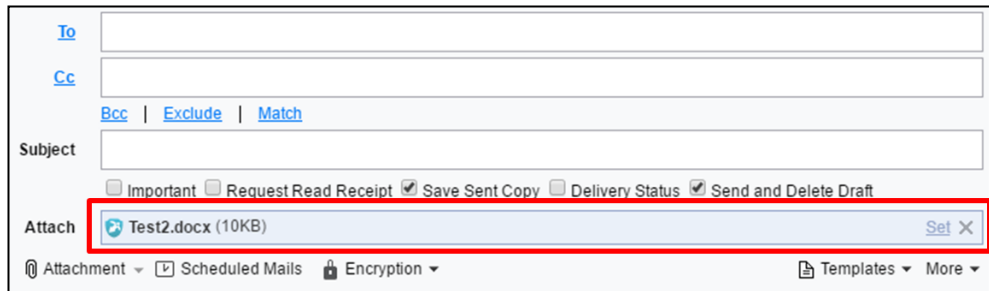 To
Cc
Bcc | Exclude | Match
Subject
Important Request Read Receipt Save Sent Copy Delivery Status Send and Delete Draft
Attach Test2.docx (10KB) Set
Attachment Scheduled Mails Encryption Templates More